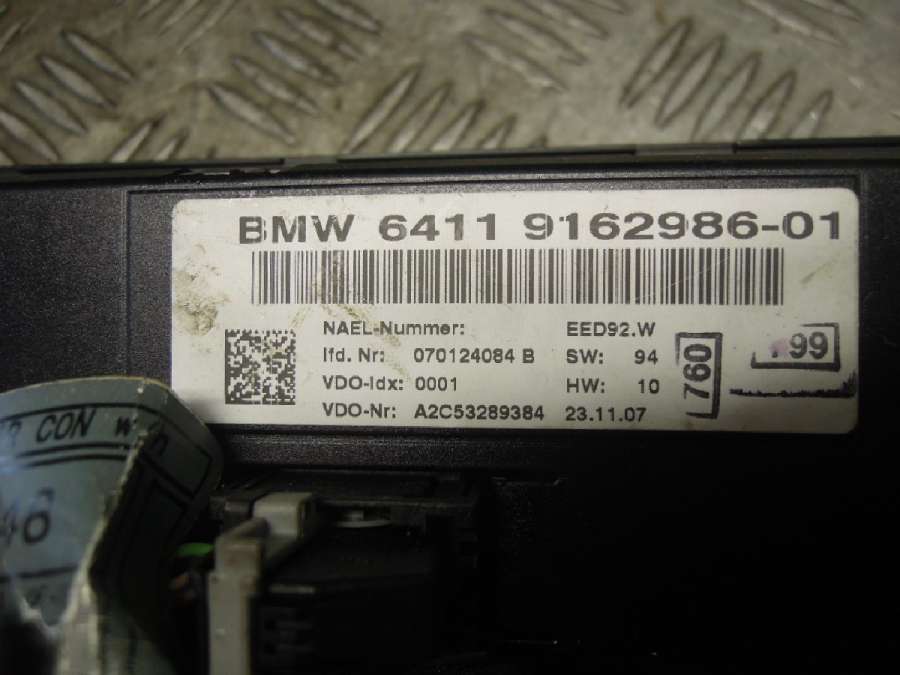 BMW 6411 9162986-01
NAEL-Nummer: EED92.W
lfd. Nr: 070124084 B SW: 94
VDO-Idx: 0001 HW: 10
VDO-Nr: A2C53289384 23.11.07
760
99
CON
46